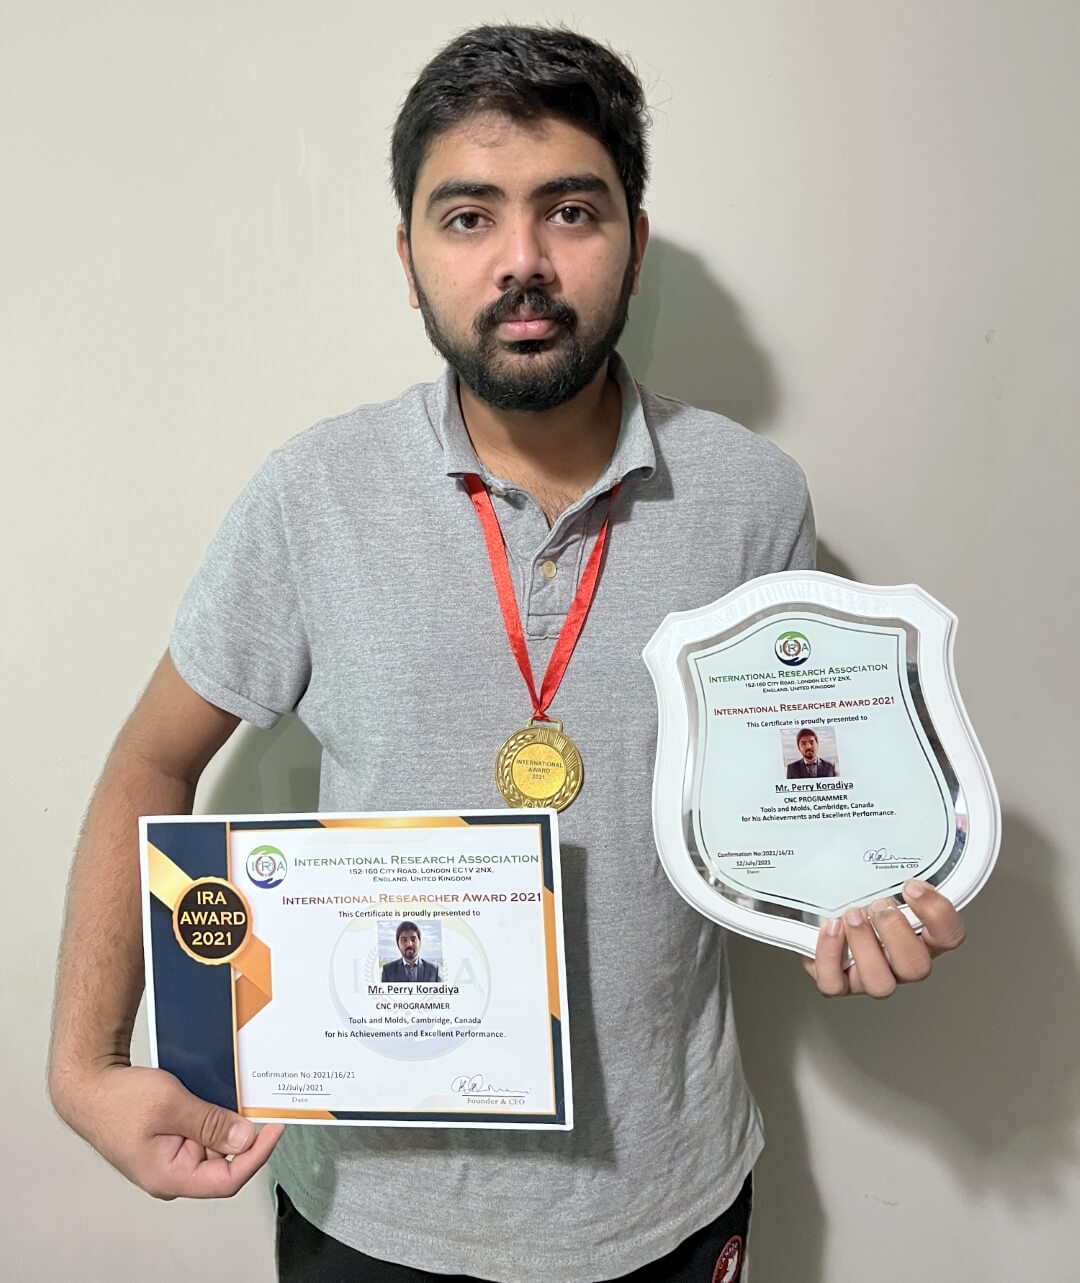 INTERNATIONAL
AWARD
2021
IRA
INTERNATIONAL RESEARCH ASSOCIATION
152-160 CITY ROAD, LONDON EC1V 2NX,
ENGLAND, UNITED KINGDOM
INTERNATIONAL RESEARCHER AWARD 2021
This Certificate is proudly presented to
Mr. Perry Koradiya
CNC PROGRAMMER
Tools and Molds, Cambridge, Canada
for his Achievements and Excellent Performance.
Confirmation No:2021/16/21
12/July/2021
Date
Founder & CEO
IRA
AWARD
2021
IRA
INTERNATIONAL RESEARCH ASSOCIATION
152-160 CITY ROAD, LONDON EC1V 2NX,
ENGLAND, UNITED KINGDOM
INTERNATIONAL RESEARCHER AWARD 2021
This Certificate is proudly presented to
Mr. Perry Koradiya
CNC PROGRAMMER
Tools and Molds, Cambridge, Canada
for his Achievements and Excellent Performance.
Confirmation No:2021/16/21
12/July/2021
Date
Founder & CEO